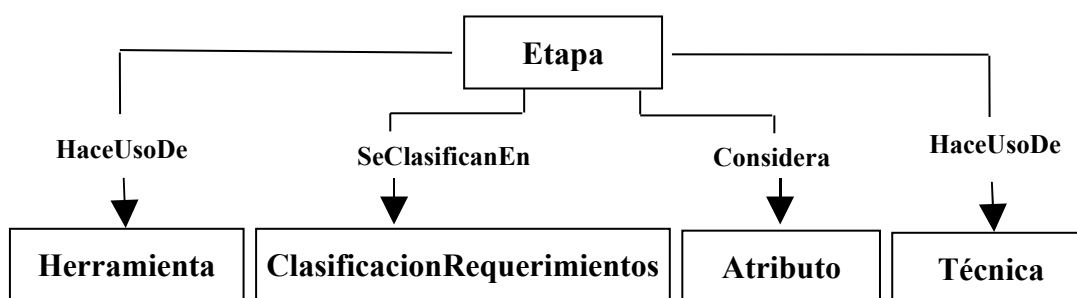 Etapa
HaceUsoDe
SeClasificanEn
Considera
HaceUsoDe
Herramienta
ClasificacionRequerimientos
Atributo
Técnica